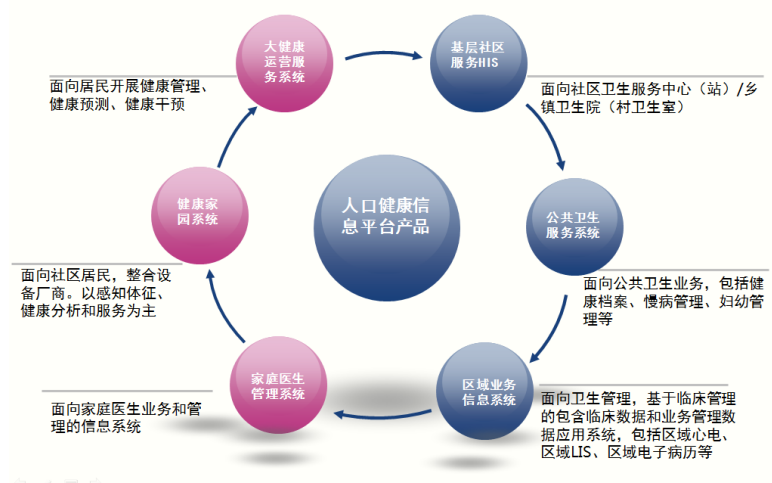 大健康
运营服
务系统
面向居民开展健康管理、
健康预测、健康干预
基层社区
服务HIS
面向社区卫生服务中心（站）/乡
镇卫生院（村卫生室）
人口健康信
息平台产品
公共卫生
服务系统
面向公共卫生业务，包括健
康档案、慢病管理、妇幼管
理等
区域业务
信息系统
面向卫生管理，基于临床管理
的包含临床数据和业务管理数
据应用系统，包括区域心电、
区域LIS、区域电子病历等
家庭医生
管理系统
面向家庭医生业务和管
理的信息系统
健康家
园系统
面向社区居民，整合设
备厂商。以感知体征、
健康分析和服务为主